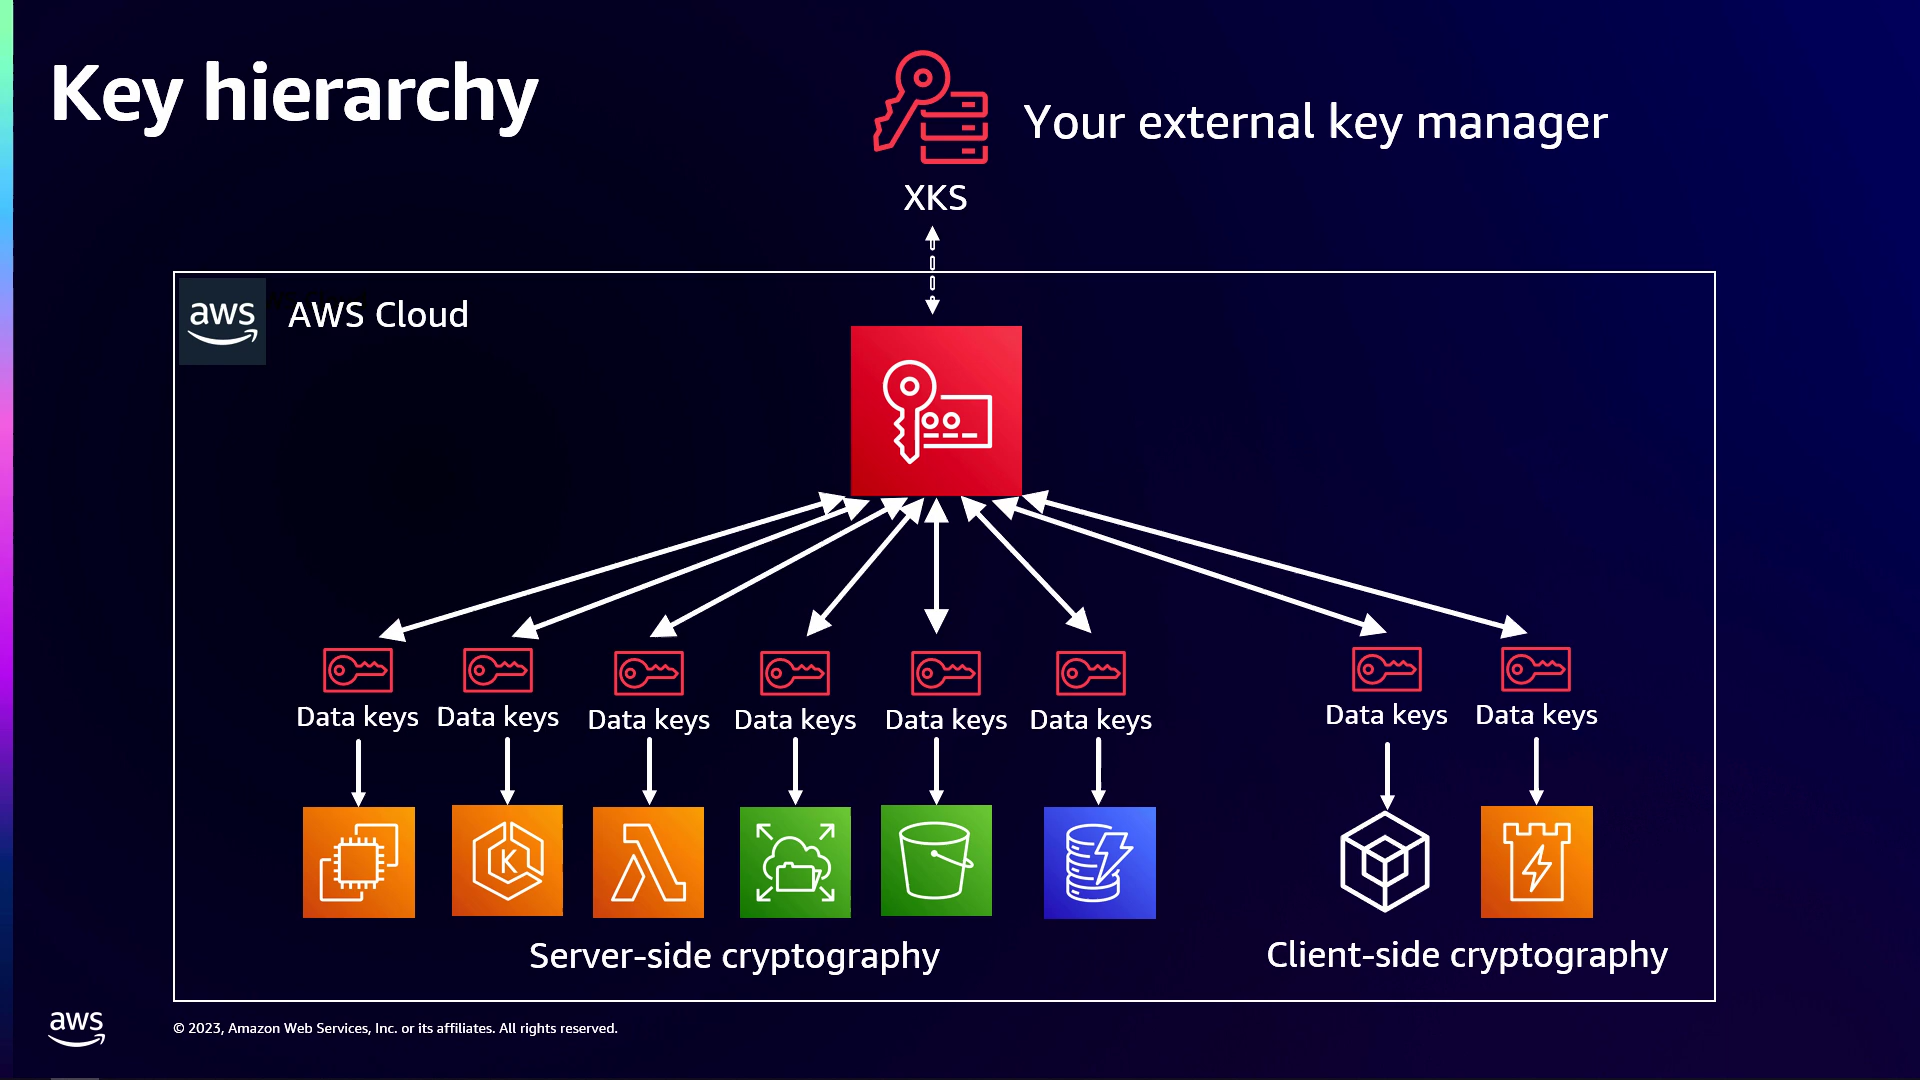 Key hierarchy
Your external key manager
XKS
aws
AWS Cloud
Data keys
Data keys
Data keys
Data keys
Data keys
Data keys
Data keys
Data keys
K
Server-side cryptography
Client-side cryptography
aws
© 2023, Amazon Web Services, Inc. or its affiliates. All rights reserved.